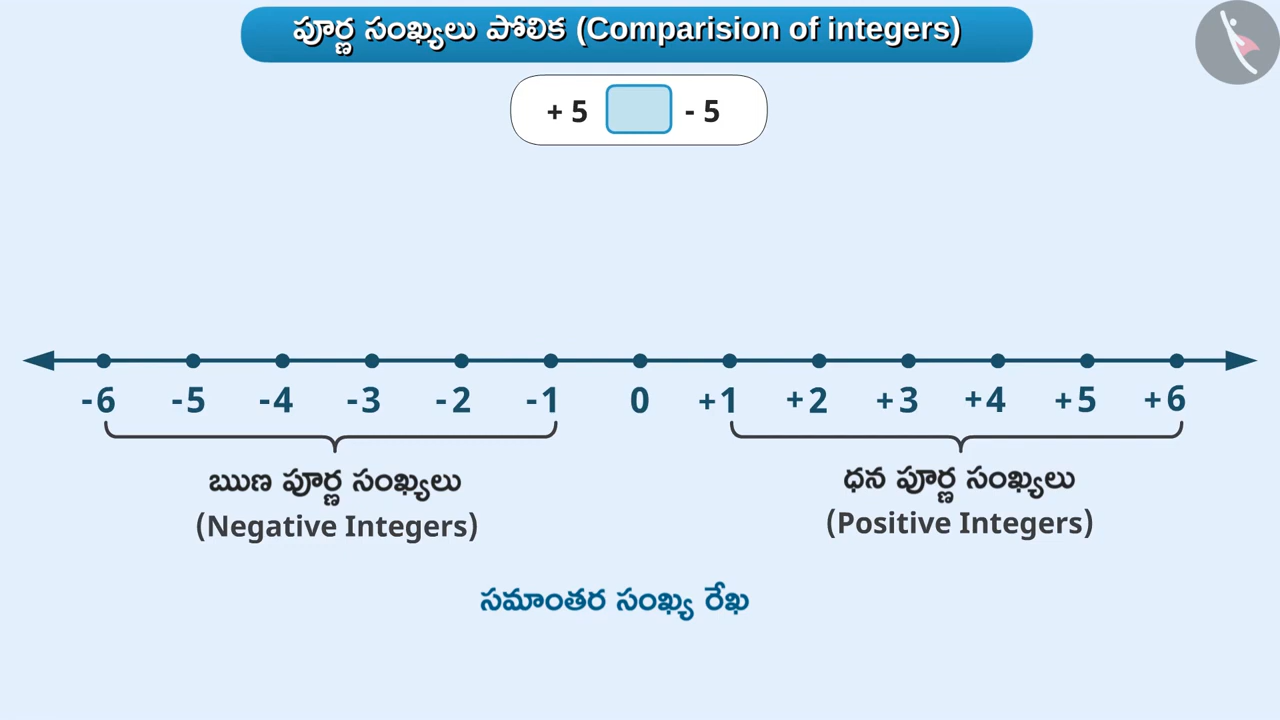 పూర్ణ సంఖ్యలు పోలిక (Comparision of integers)
+ 5 - 5
-6 -5 -4 -3 -2 -1 0 +1 +2 +3 +4 +5 +6
ఋణ పూర్ణ సంఖ్యలు
(Negative Integers)
ధన పూర్ణ సంఖ్యలు
(Positive Integers)
సమాంతర సంఖ్య రేఖ